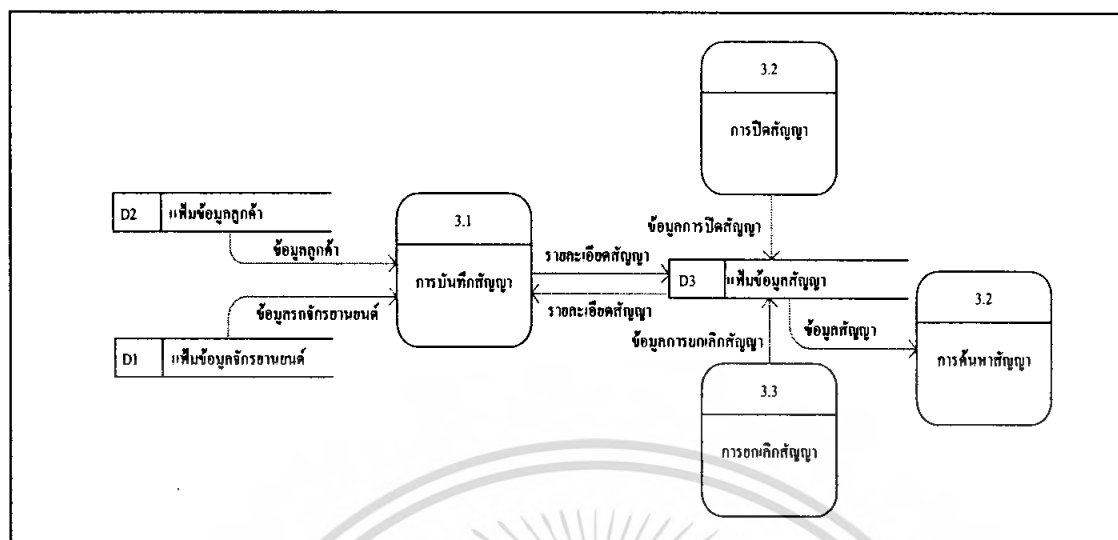 3.2
การปิดสัญญา
D2 แฟ้มข้อมูลลูกค้า
ข้อมูลลูกค้า
3.1
การบันทึกสัญญา
ข้อมูลรถจักรยานยนต์
D1 แฟ้มข้อมูลจักรยานยนต์
รายละเอียดสัญญา
รายละเอียดสัญญา
ข้อมูลการปิดสัญญา
D3 แฟ้มข้อมูลสัญญา
ข้อมูลการยกเลิกสัญญา
ข้อมูลสัญญา
3.2
การค้นหาสัญญา
3.3
การยกเลิกสัญญา